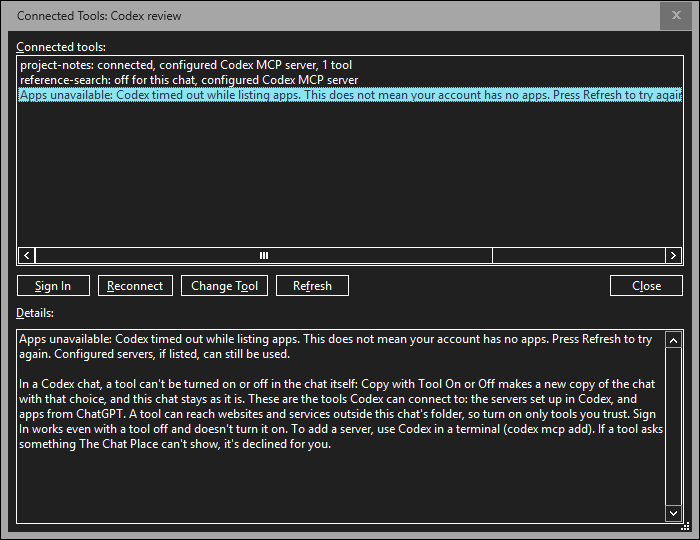 Connected Tools: Codex review
Connected tools:
project-notes: connected, configured Codex MCP server, 1 tool
reference-search: off for this chat, configured Codex MCP server
Apps unavailable: Codex timed out while listing apps. This does not mean your account has no apps. Press Refresh to try again
Sign In
Reconnect
Change Tool
Refresh
Close
Details:
Apps unavailable: Codex timed out while listing apps. This does not mean your account has no apps. Press Refresh to try
again. Configured servers, if listed, can still be used.
In a Codex chat, a tool can't be turned on or off in the chat itself: Copy with Tool On or Off makes a new copy of the chat
with that choice, and this chat stays as it is. These are the tools Codex can connect to: the servers set up in Codex, and
apps from ChatGPT. A tool can reach websites and services outside this chat's folder, so turn on only tools you trust. Sign
In works even with a tool off and doesn't turn it on. To add a server, use Codex in a terminal (codex mcp add). If a tool asks
something The Chat Place can't show, it's declined for you.